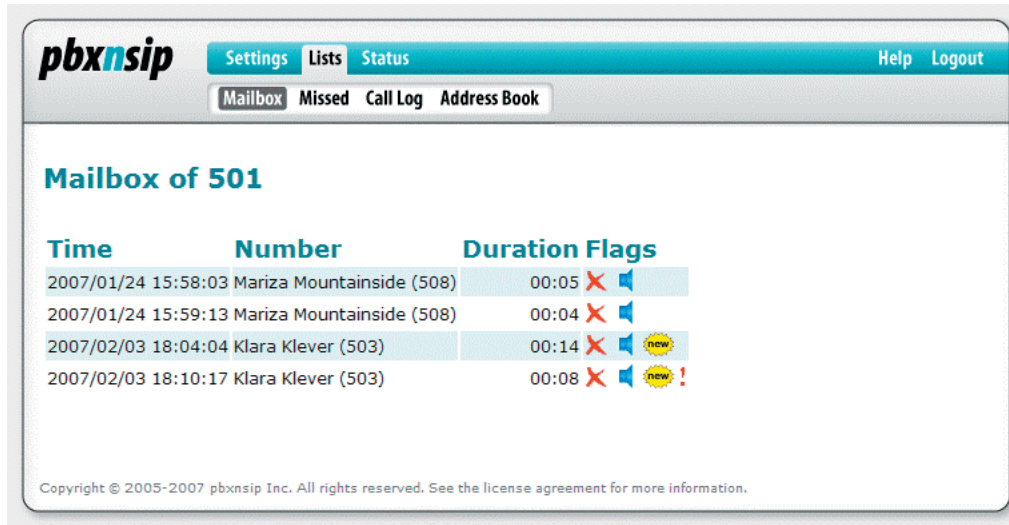 pbxnsip Settings Lists Status Help Logout
Mailbox Missed Call Log Address Book
Mailbox of 501
Time Number Duration Flags
2007/01/24 15:58:03 Mariza Mountainside (508) 00:05
2007/01/24 15:59:13 Mariza Mountainside (508) 00:04
2007/02/03 18:04:04 Klara Klever (503) 00:14 new
2007/02/03 18:10:17 Klara Klever (503) 00:08 new !
Copyright © 2005-2007 pbxnsip Inc. All rights reserved. See the license agreement for more information.